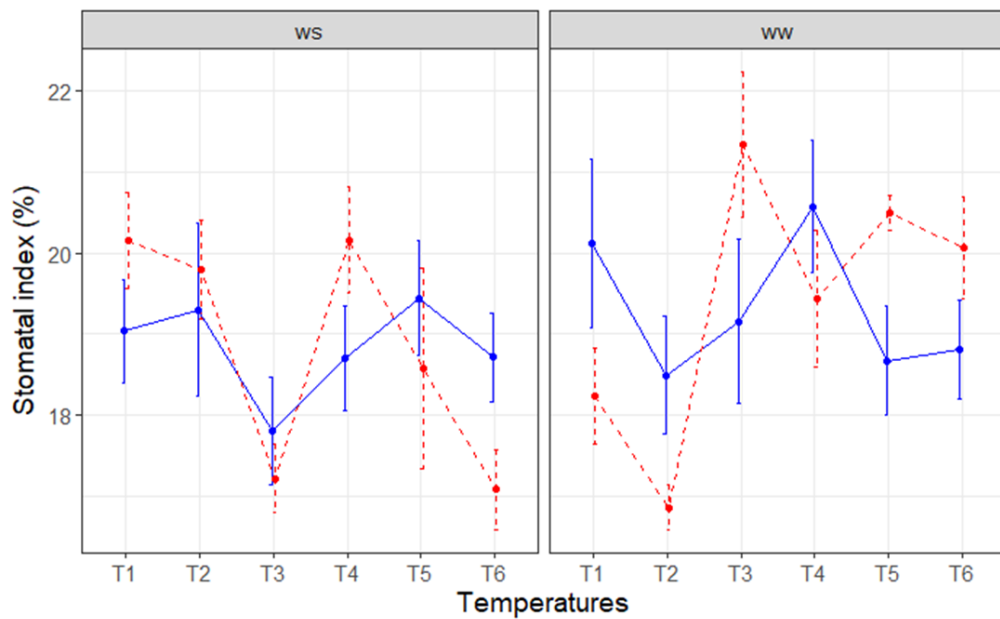 ws ww
Stomatal index (%)
22
20
18
T1 T2 T3 T4 T5 T6 T1 T2 T3 T4 T5 T6
Temperatures